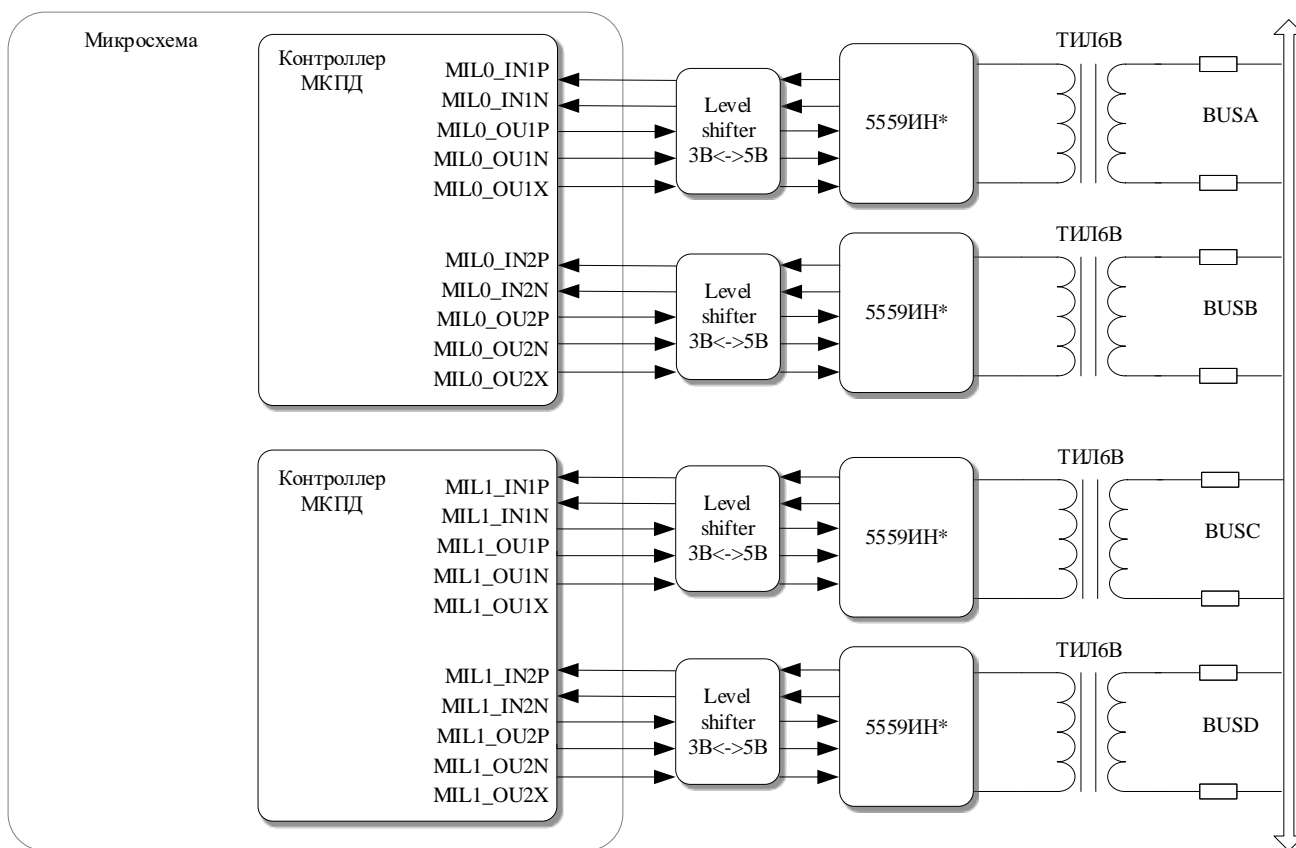 Микросхема
Контроллер
МКПД
MIL0_IN1P
MIL0_IN1N
MIL0_OU1P
MIL0_OU1N
MIL0_OU1X
MIL0_IN2P
MIL0_IN2N
MIL0_OU2P
MIL0_OU2N
MIL0_OU2X
Level
shifter
3В<->5В
5559ИН*
ТИЛ6В
BUSA
Level
shifter
3В<->5В
5559ИН*
ТИЛ6В
BUSB
Контроллер
МКПД
MIL1_IN1P
MIL1_IN1N
MIL1_OU1P
MIL1_OU1N
MIL1_OU1X
MIL1_IN2P
MIL1_IN2N
MIL1_OU2P
MIL1_OU2N
MIL1_OU2X
Level
shifter
3В<->5В
5559ИН*
ТИЛ6В
BUSC
Level
shifter
3В<->5В
5559ИН*
ТИЛ6В
BUSD